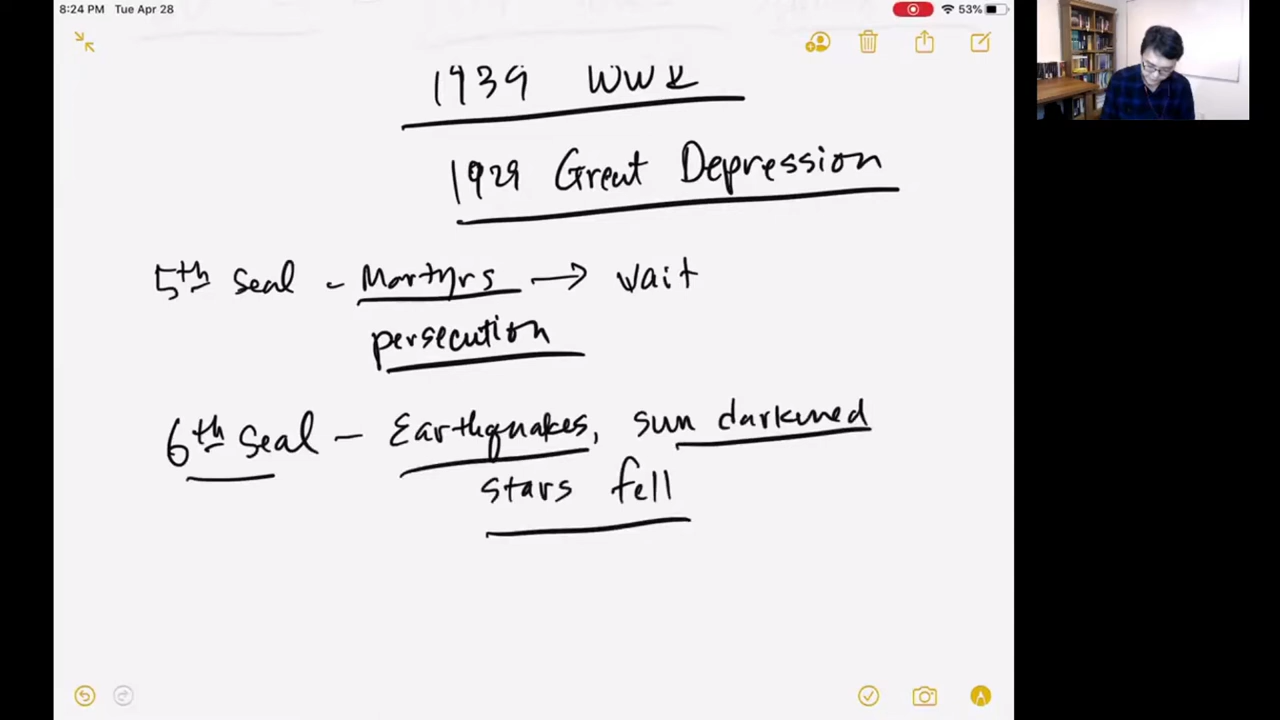 8:24 PM Tue Apr 28 53%
1939 WWII
1929 Great Depression
5th seal - Martyrs → wait
persecution
6th seal - Earthquakes, sun darkened
stars fell